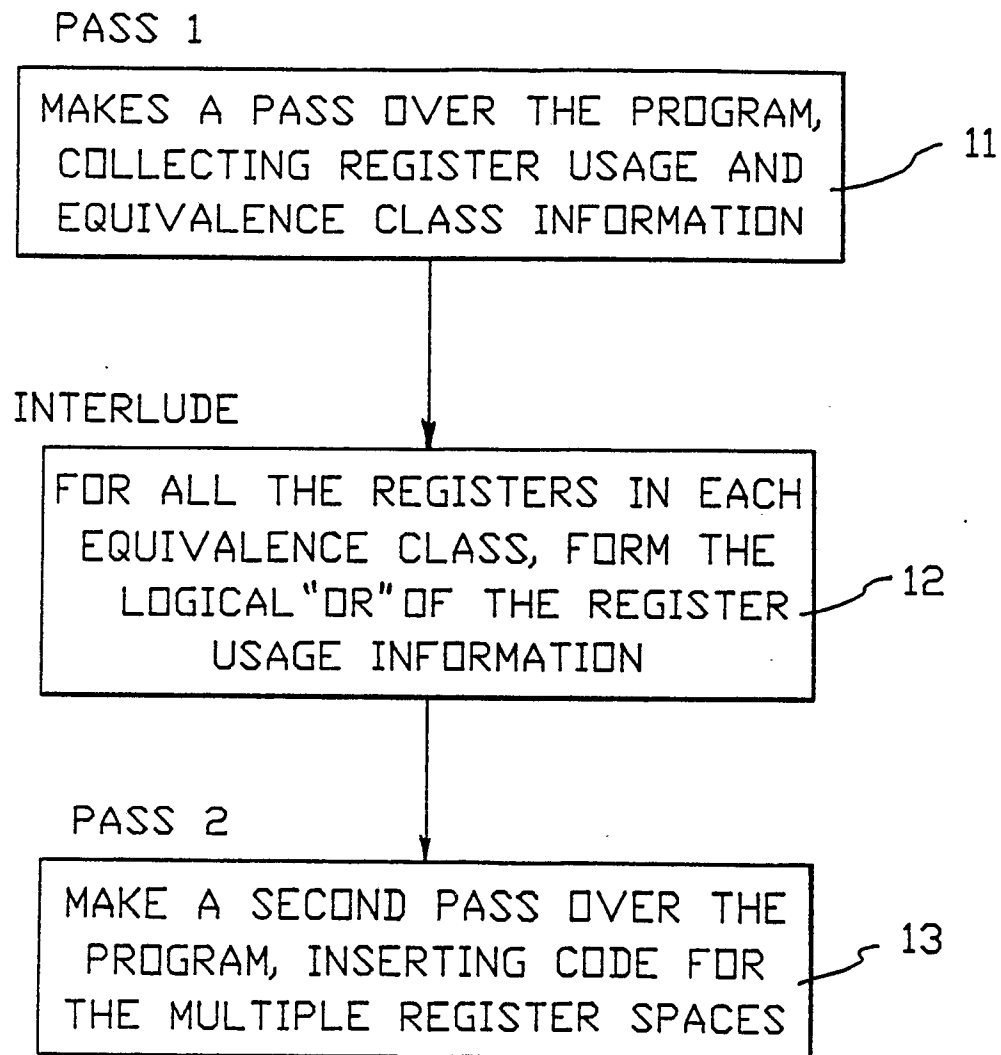 PASS 1
MAKES A PASS OVER THE PROGRAM,
COLLECTING REGISTER USAGE AND
EQUIVALENCE CLASS INFORMATION
11
INTERLUDE
FOR ALL THE REGISTERS IN EACH
EQUIVALENCE CLASS, FORM THE
LOGICAL "OR" OF THE REGISTER
USAGE INFORMATION
12
PASS 2
MAKE A SECOND PASS OVER THE
PROGRAM, INSERTING CODE FOR
THE MULTIPLE REGISTER SPACES
13